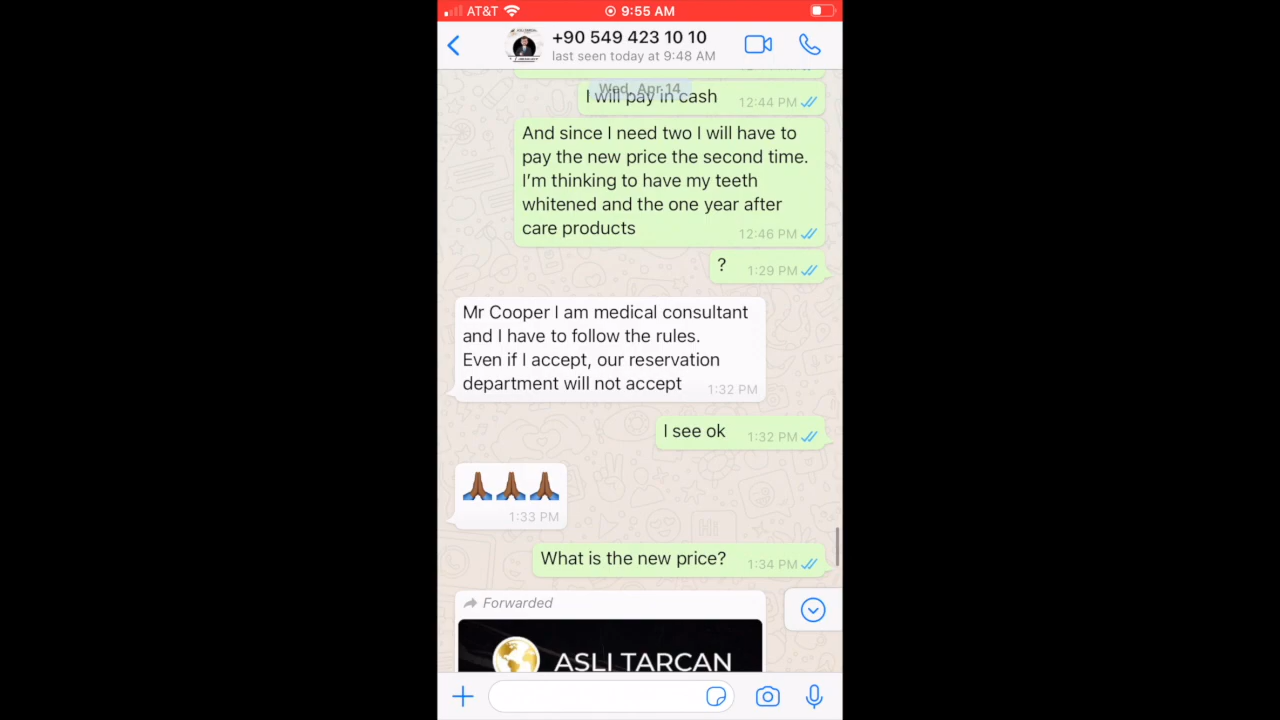 AT&T 9:55 AM
+90 549 423 10 10
last seen today at 9:48 AM
Wed, Apr 14
I will pay in cash 12:44 PM
And since I need two I will have to
pay the new price the second time.
I'm thinking to have my teeth
whitened and the one year after
care products 12:46 PM
? 1:29 PM
Mr Cooper I am medical consultant
and I have to follow the rules.
Even if I accept, our reservation
department will not accept 1:32 PM
I see ok 1:32 PM
🙏🏾🙏🏾🙏🏾
1:33 PM
What is the new price? 1:34 PM
Forwarded
ASLI TARCAN